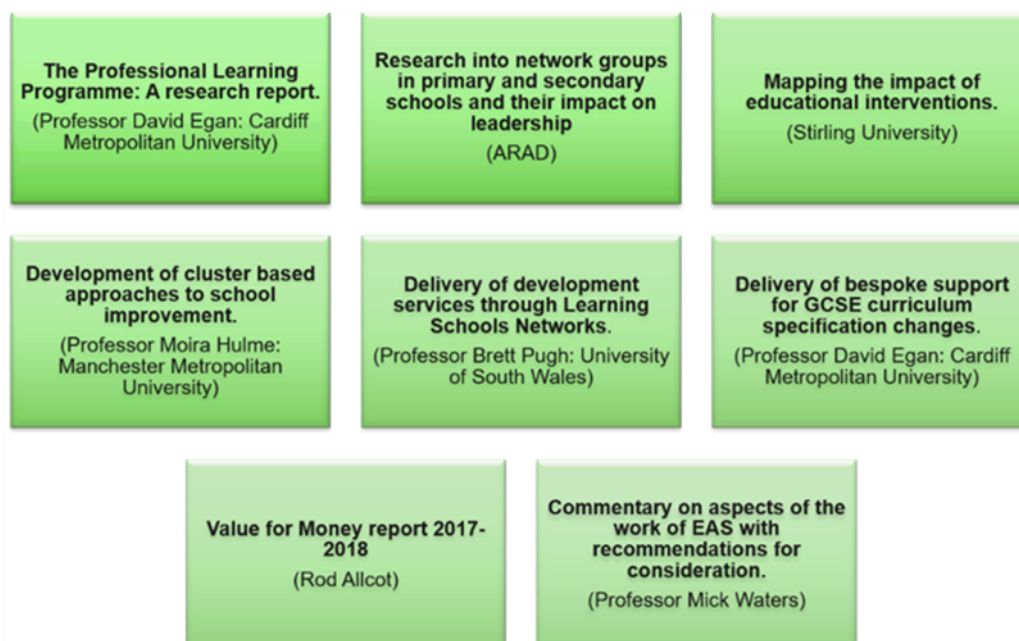 The Professional Learning
Programme: A research report.
(Professor David Egan: Cardiff
Metropolitan University)
Research into network groups
in primary and secondary
schools and their impact on
leadership
(ARAD)
Mapping the impact of
educational interventions.
(Stirling University)
Development of cluster based
approaches to school
improvement.
(Professor Moira Hulme:
Manchester Metropolitan
University)
Delivery of development
services through Learning
Schools Networks.
(Professor Brett Pugh: University
of South Wales)
Delivery of bespoke support
for GCSE curriculum
specification changes.
(Professor David Egan: Cardiff
Metropolitan University)
Value for Money report 2017-
2018
(Rod Allcot)
Commentary on aspects of the
work of EAS with
recommendations for
consideration.
(Professor Mick Waters)